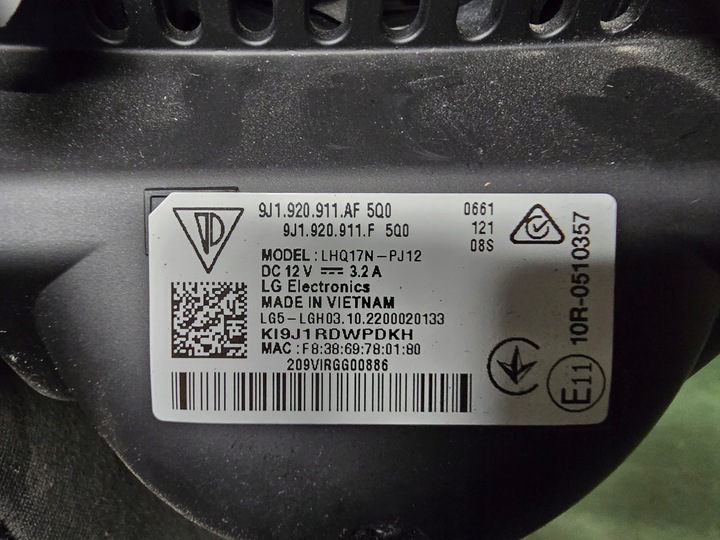 9J1.920.911.AF 5Q0
9J1.920.911.F 5Q0
0661
121
08S
MODEL: LHQ17N-PJ12
DC 12V ⎓ 3.2A
LG Electronics
MADE IN VIETNAM
LG5-LGH03.10.2200020133
KI9J1RDWPDKH
MAC: F8:38:69:78:01:80
209VIRGG00886
E11
10R-0510357